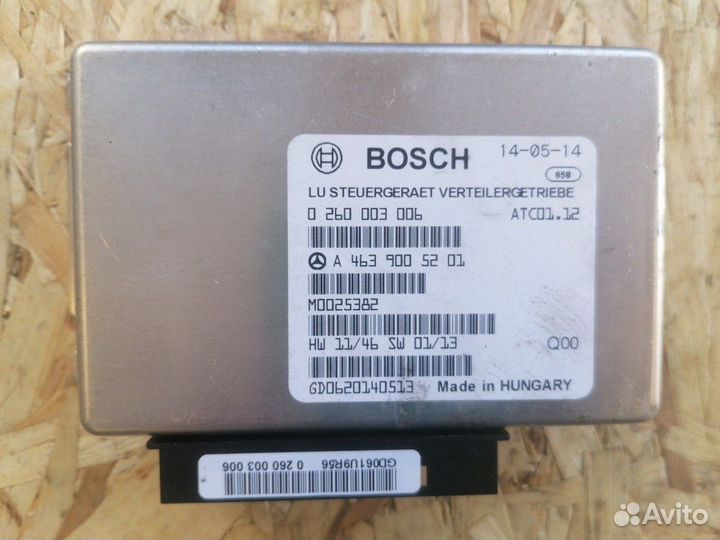 BOSCH 14-05-14
658
LU STEUERGERAET VERTEILERGETRIEBE
0 260 003 006 ATC01.12
A 463 900 52 01
M0025382
HW 11/46 SW 01/13 Q00
GD0620140513 Made in HUNGARY
GD061U9R56 0 260 003 006
Avito